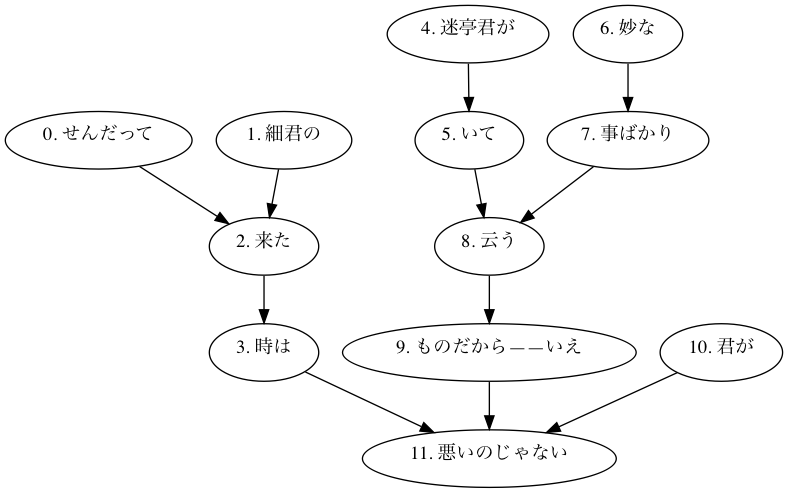 4. 迷亭君が
6. 妙な
0. せんだって
1. 細君の
5. いて
7. 事ばかり
2. 来た
8. 云う
3. 時は
9. ものだから――いえ
10. 君が
11. 悪いのじゃない